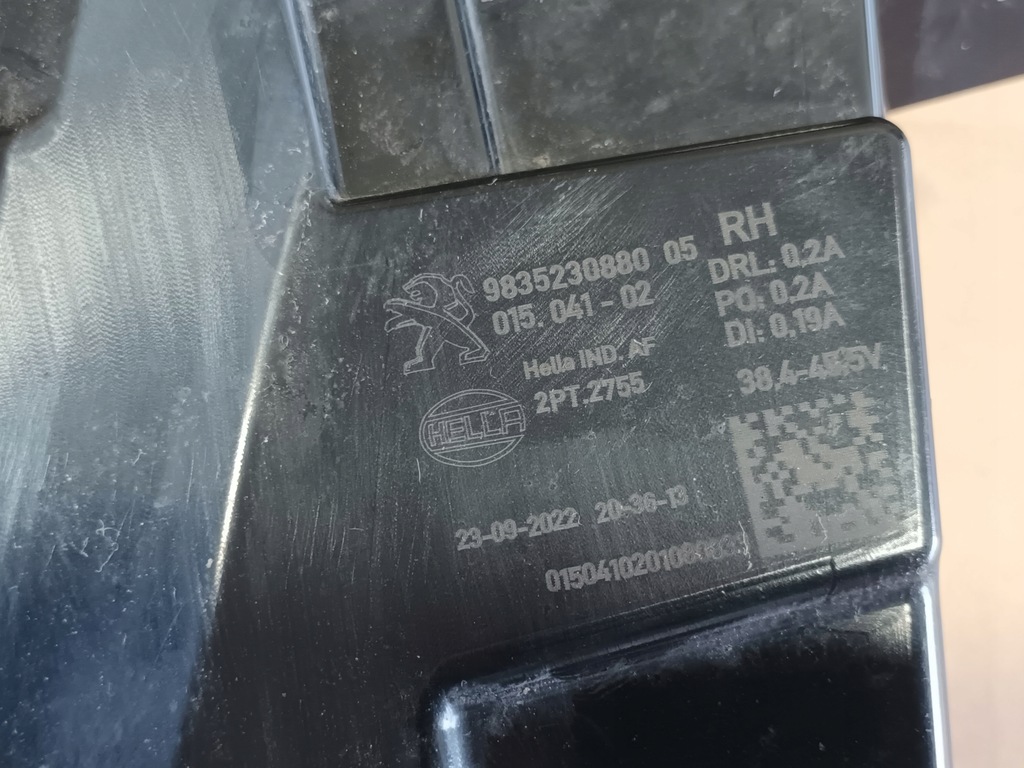 RH
9835230880 05
015. 041 - 02
DRL: 0.2A
PO: 0.2A
DI: 0.19A
Hella IND. AF
2PT.2755
HELLA
23-09-2022 20-36-13